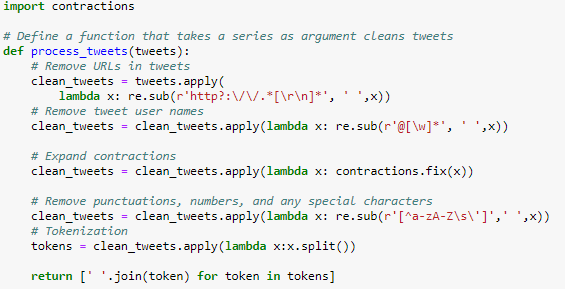 import contractions
# Define a function that takes a series as argument cleans tweets
def process_tweets(tweets):
    # Remove URLs in tweets
    clean_tweets = tweets.apply(
        lambda x: re.sub(r'http?:\/\/.*[\r\n]*', ' ',x))
    # Remove tweet user names
    clean_tweets = clean_tweets.apply(lambda x: re.sub(r'@[\w]*', ' ',x))
    # Expand contractions
    clean_tweets = clean_tweets.apply(lambda x: contractions.fix(x))
    # Remove punctuations, numbers, and any special characters
    clean_tweets = clean_tweets.apply(lambda x: re.sub(r'[^a-zA-Z\s\']',' ',x))
    # Tokenization
    tokens = clean_tweets.apply(lambda x:x.split())
    return [' '.join(token) for token in tokens]